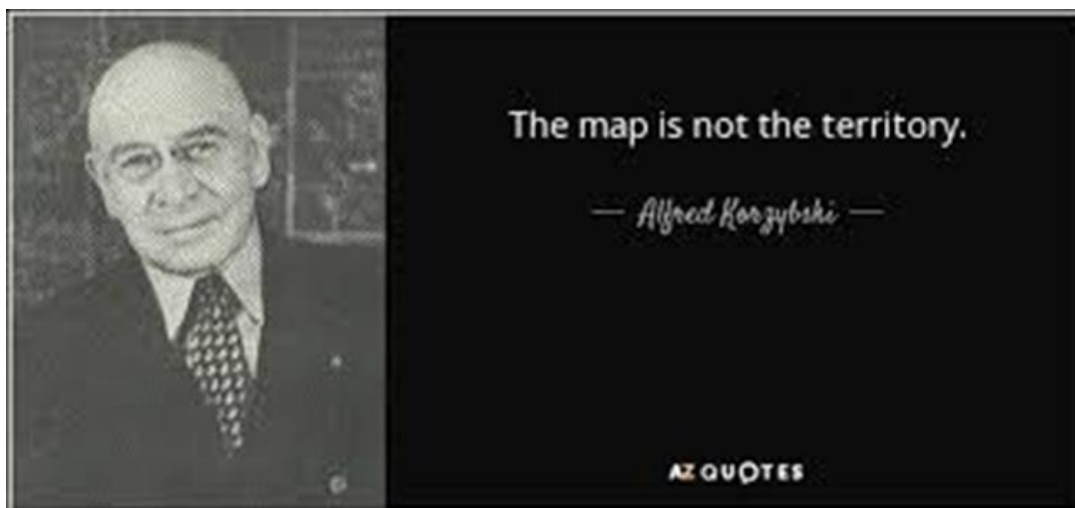 The map is not the territory.
— Alfred Korzybski —
AZ QUOTES